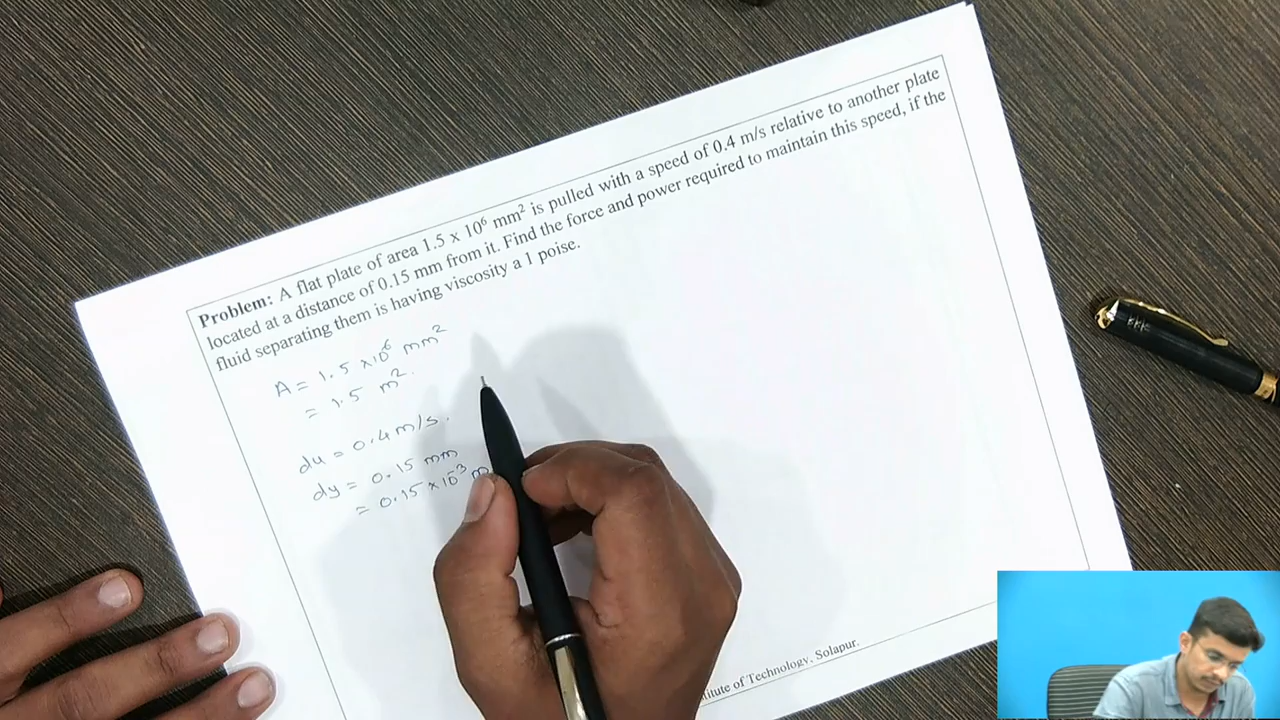 Problem: A flat plate of area 1.5 x 10⁶ mm² is pulled with a speed of 0.4 m/s relative to another plate
located at a distance of 0.15 mm from it. Find the force and power required to maintain this speed, if the
fluid separating them is having viscosity a 1 poise.
A = 1.5 × 10⁶ mm²
= 1.5 m².
du = 0.4 m/s.
dy = 0.15 mm
= 0.15 × 10⁻³ m
of Technology, Solapur.